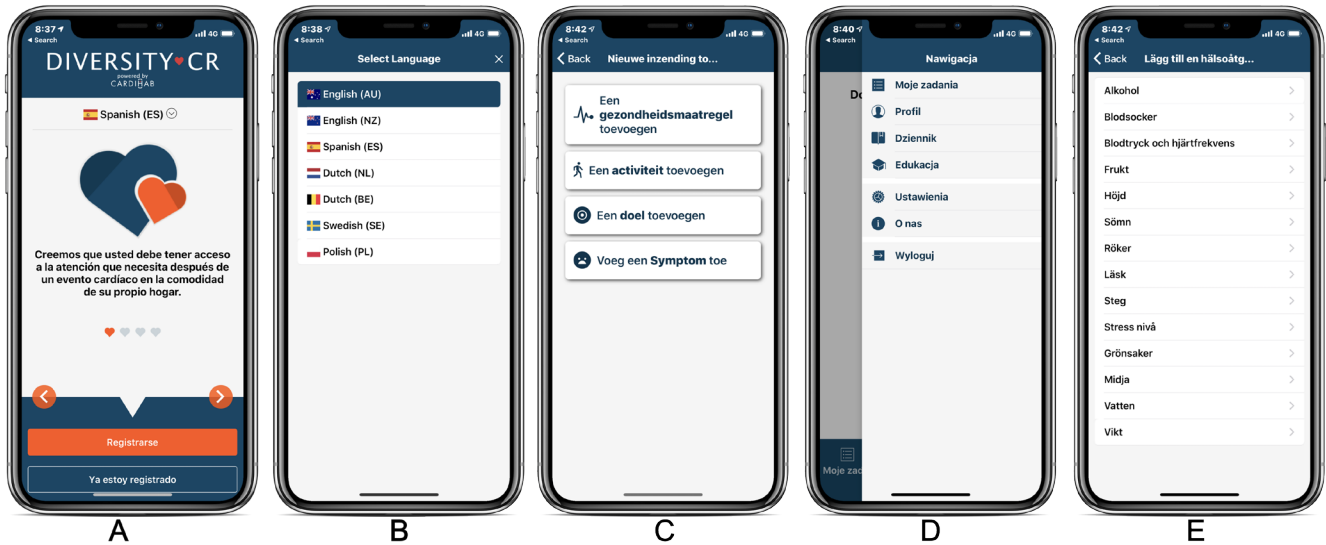 8:37
Search
4G
DIVERSITY CR
powered by
CARDIHAB
Spanish (ES)
Creemos que usted debe tener acceso
a la atención que necesita después de
un evento cardíaco en la comodidad
de su propio hogar.
Registrarse
Ya estoy registrado
A
8:38
Search
4G
Select Language
English (AU)
English (NZ)
Spanish (ES)
Dutch (NL)
Dutch (BE)
Swedish (SE)
Polish (PL)
B
8:42
Search
4G
Back
Nieuwe inzending to...
Een
gezondheidsmaatregel
toevoegen
Een activiteit toevoegen
Een doel toevoegen
Voeg een Symptom toe
C
8:40
Search
4G
Do
Moje zad
Nawigacja
Moje zadania
Profil
Dziennik
Edukacja
Ustawienia
O nas
Wyloguj
D
8:42
Search
4G
Back
Lägg till en hälsoåtg...
Alkohol
Blodsocker
Blodtryck och hjärtfrekvens
Frukt
Höjd
Sömn
Röker
Läsk
Steg
Stress nivå
Grönsaker
Midja
Vatten
Vikt
E